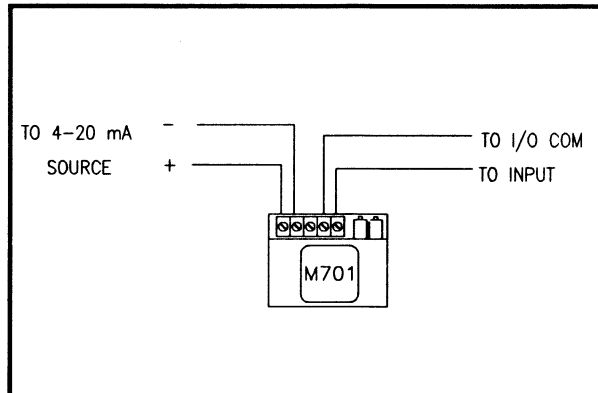 TO 4-20 mA -
SOURCE +
TO I/O COM
TO INPUT
M701